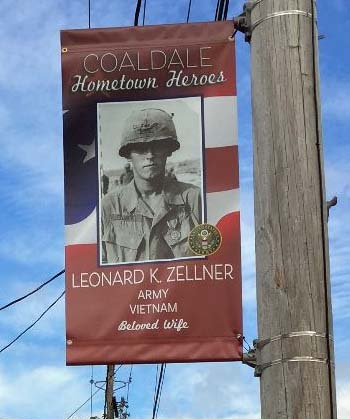 COALDALE
Hometown Heroes
LEONARD K. ZELLNER
ARMY
VIETNAM
Beloved Wife